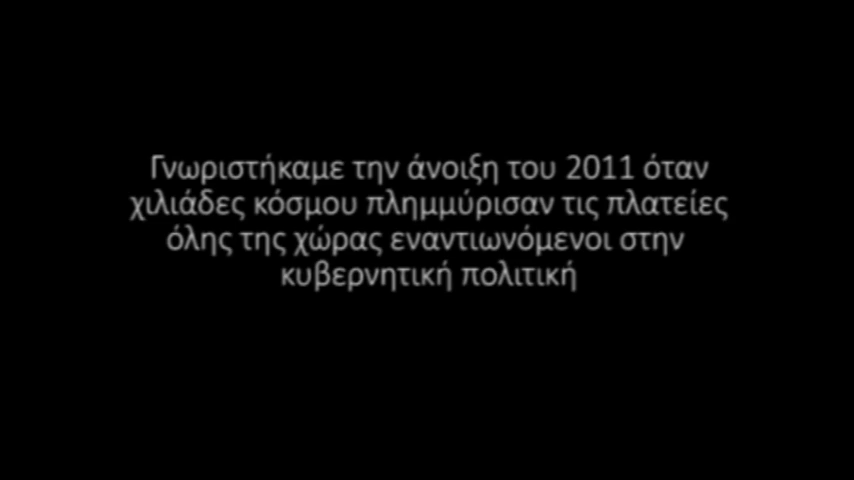 Γνωριστήκαμε την άνοιξη του 2011 όταν
χιλιάδες κόσμου πλημμύρισαν τις πλατείες
όλης της χώρας εναντιωνόμενοι στην
κυβερνητική πολιτική